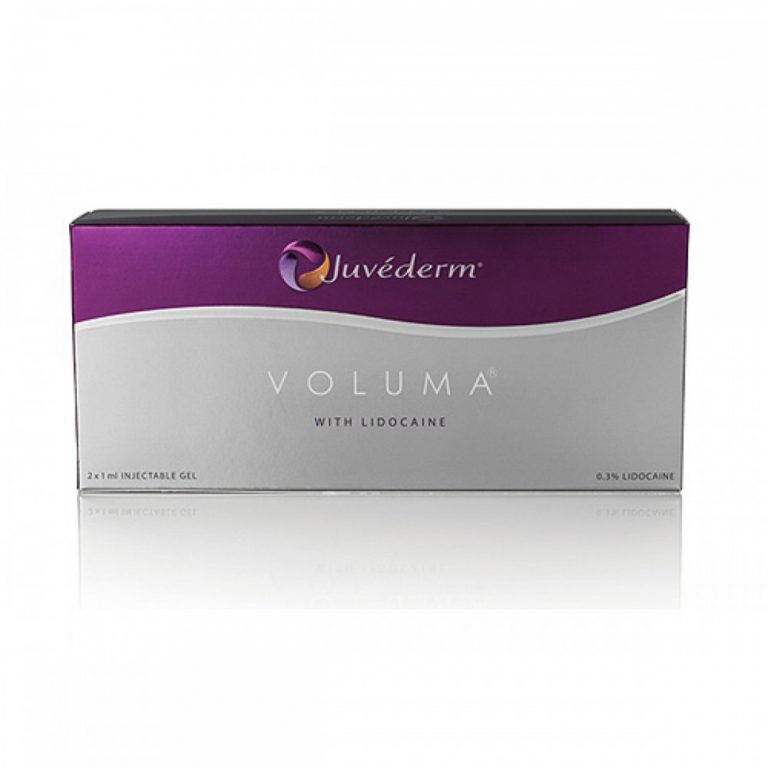 Juvéderm®
VOLUMA®
WITH LIDOCAINE
2 x 1 ml INJECTABLE GEL
0.3% LIDOCAINE